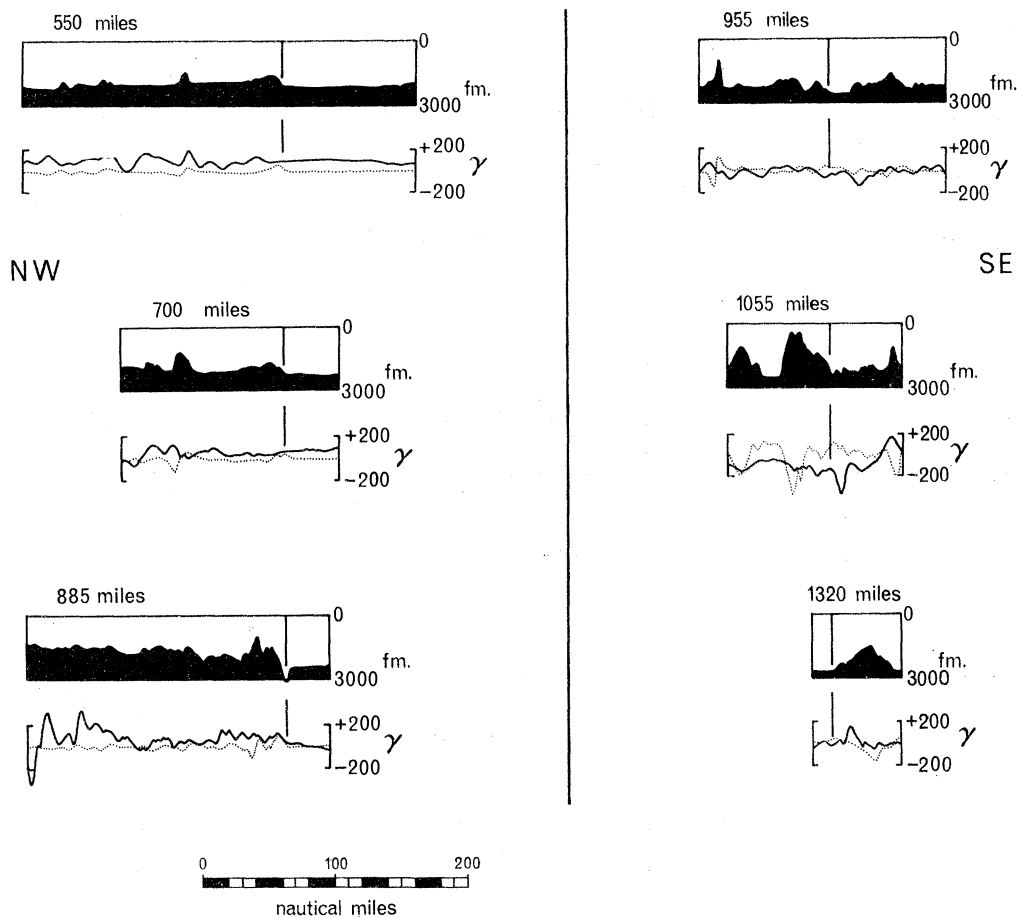 550 miles
0
fm.
3000
+200
γ
-200
955 miles
0
fm.
3000
+200
γ
-200
NW
SE
700 miles
0
fm.
3000
+200
γ
-200
1055 miles
0
fm.
3000
+200
γ
-200
885 miles
0
fm.
3000
+200
γ
-200
1320 miles
0
fm.
3000
+200
γ
-200
0 100 200
nautical miles